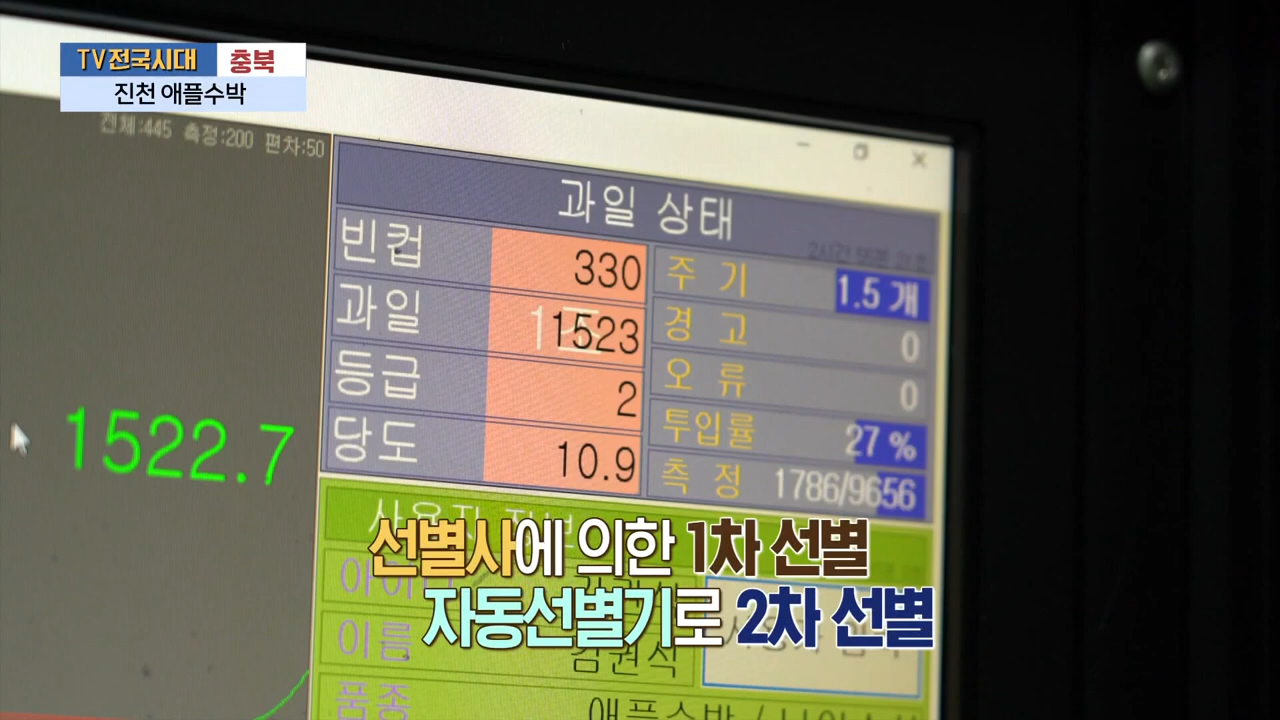 TV전국시대 충북
진천 애플수박
전체:445 측정:200 편차:50
과일 상태
빈컵 330
주 기 1.5 개
과일 1523
경 고 0
등급 2
오 류 0
당도 10.9
투입률 27 %
측 정 1786/9656
1522.7
선별사에 의한 1차 선별
자동선별기로 2차 선별
이름 김권식
품종 애플수박 /